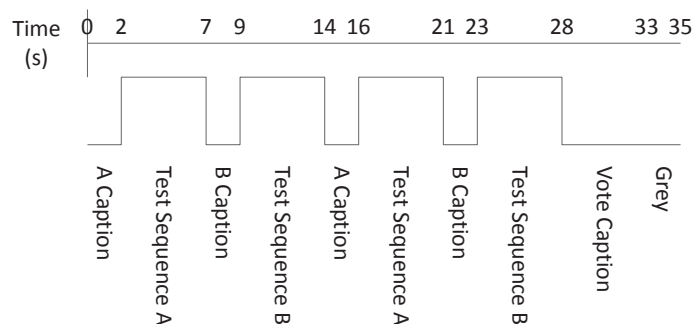 Time 0 2 7 9 14 16 21 23 28 33 35
(s)
A Caption
Test Sequence A
B Caption
Test Sequence B
A Caption
Test Sequence A
B Caption
Test Sequence B
Vote Caption
Grey